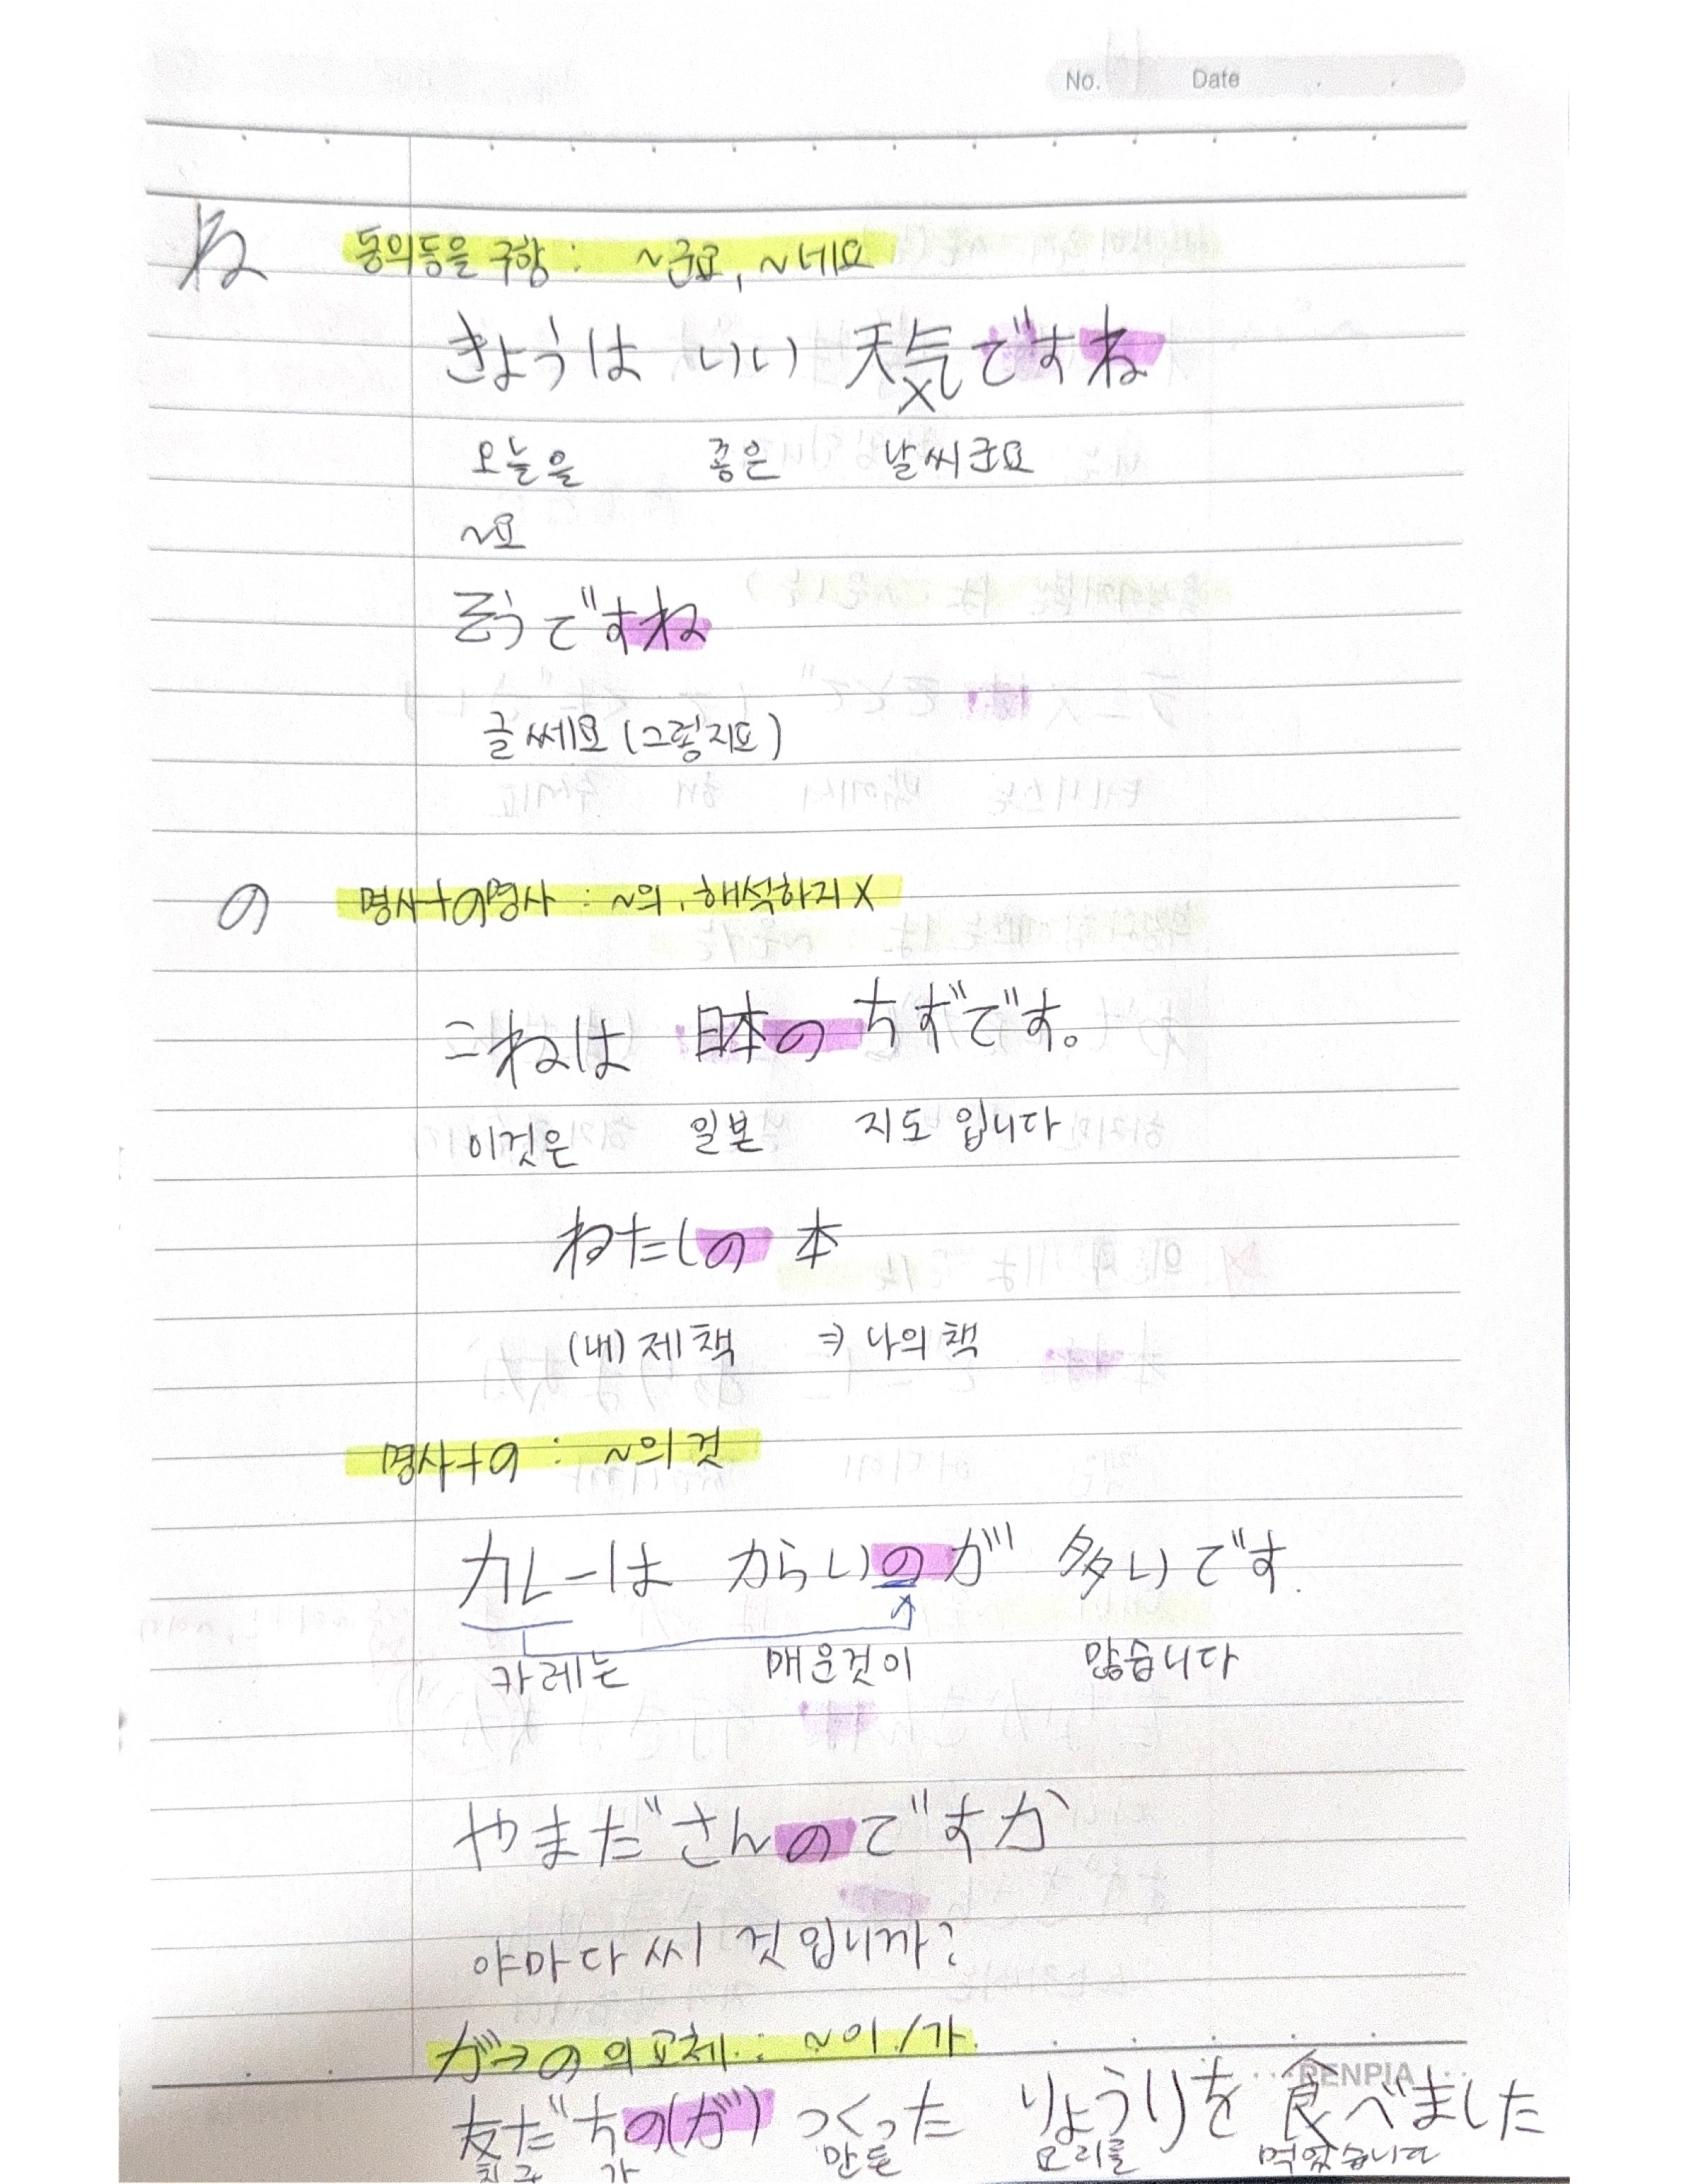 No. Date
ね 동의등을 구함 : ~군요, ~네요
きょうは いい 天気ですね
오늘을 좋은 날씨군요
~요
そうですね
글쎄요 (그렇지요)
の 명사+の명사 : ~의, 해석하지 X
こねは 日本の ちずです。
이것은 일본 지도 입니다
わたしの 本
(내) 제 책 ⇒ 나의 책
명사+の : ~의 것
カレーは からいのが 多いです.
카레는 매운것이 많습니다
やまださんのですか
야마다 씨 것 입니까?
が→の 의 교체 : ~이/가
PENPIA
友だちの(が) つくった りょうりを 食べました
친구 가 만든 요리를 먹었습니다